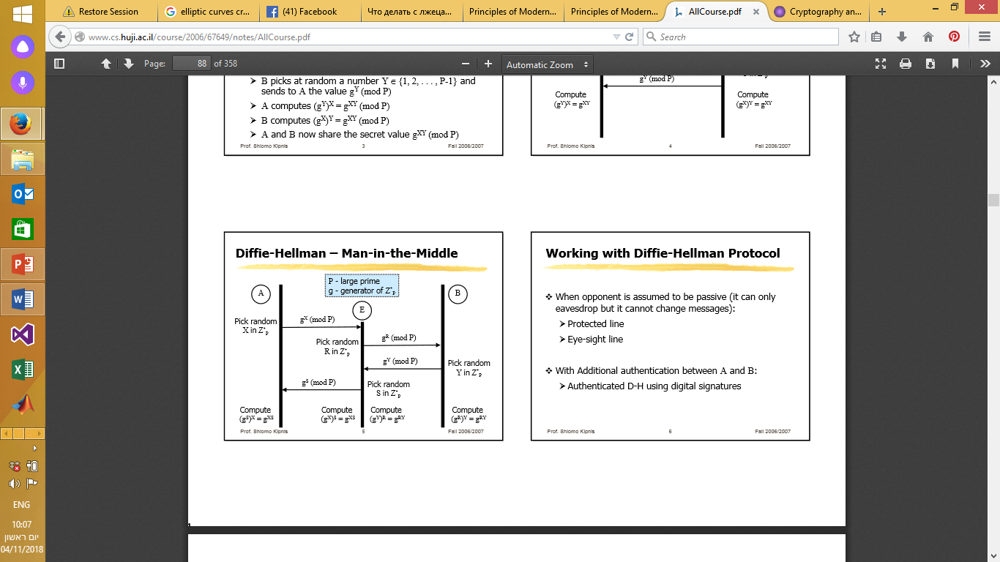 Restore Session
elliptic curves cr...
(41) Facebook
Что делать с лжеца...
Principles of Modern...
Principles of Modern...
AllCourse.pdf
Cryptography an...
www.cs.huji.ac.il/course/2006/67649/notes/AllCourse.pdf
Search
Page: 88 of 358
Automatic Zoom
➢ B picks at random a number Y ∈ {1, 2, . . . , P-1} and
sends to A the value g^Y (mod P)
➢ A computes (g^Y)^X = g^XY (mod P)
➢ B computes (g^X)^Y = g^XY (mod P)
➢ A and B now share the secret value g^XY (mod P)
Prof. Shlomo Kipnis 3 Fall 2006/2007
g^Y (mod P)
Compute
(g^Y)^X = g^XY
Compute
(g^X)^Y = g^XY
Prof. Shlomo Kipnis 4 Fall 2006/2007
Diffie-Hellman – Man-in-the-Middle
P - large prime
g - generator of Z*p
A
B
E
Pick random
X in Z*p
g^X (mod P)
Pick random
R in Z*p
g^R (mod P)
g^Y (mod P)
Pick random
Y in Z*p
g^S (mod P)
Pick random
S in Z*p
Compute
(g^S)^X = g^XS
Compute
(g^X)^S = g^XS
Compute
(g^Y)^R = g^RY
Compute
(g^R)^Y = g^RY
Prof. Shlomo Kipnis 5 Fall 2006/2007
Working with Diffie-Hellman Protocol
❖ When opponent is assumed to be passive (it can only
eavesdrop but it cannot change messages):
➢ Protected line
➢ Eye-sight line
❖ With Additional authentication between A and B:
➢ Authenticated D-H using digital signatures
Prof. Shlomo Kipnis 6 Fall 2006/2007
ENG
10:07
יום ראשון
04/11/2018